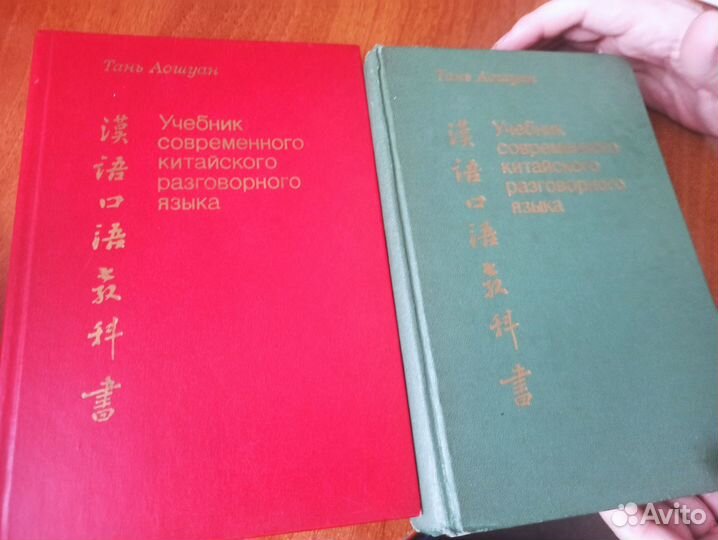 Тань Аошуан
Учебник
современного
китайского
разговорного
языка
漢語口語教科書
Тань Аошуан
Учебник
современного
китайского
разговорного
языка
漢語口語教科書
Avito